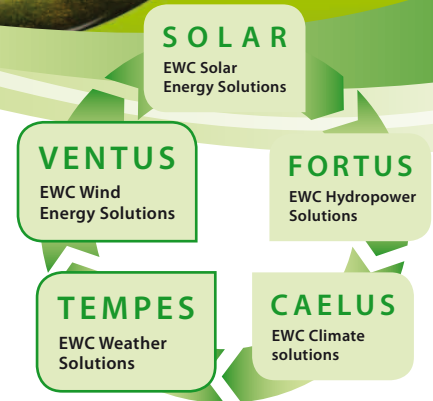 SOLAR
EWC Solar
Energy Solutions
VENTUS
EWC Wind
Energy Solutions
FORTUS
EWC Hydropower
Solutions
TEMPES
EWC Weather
Solutions
CAELUS
EWC Climate
solutions